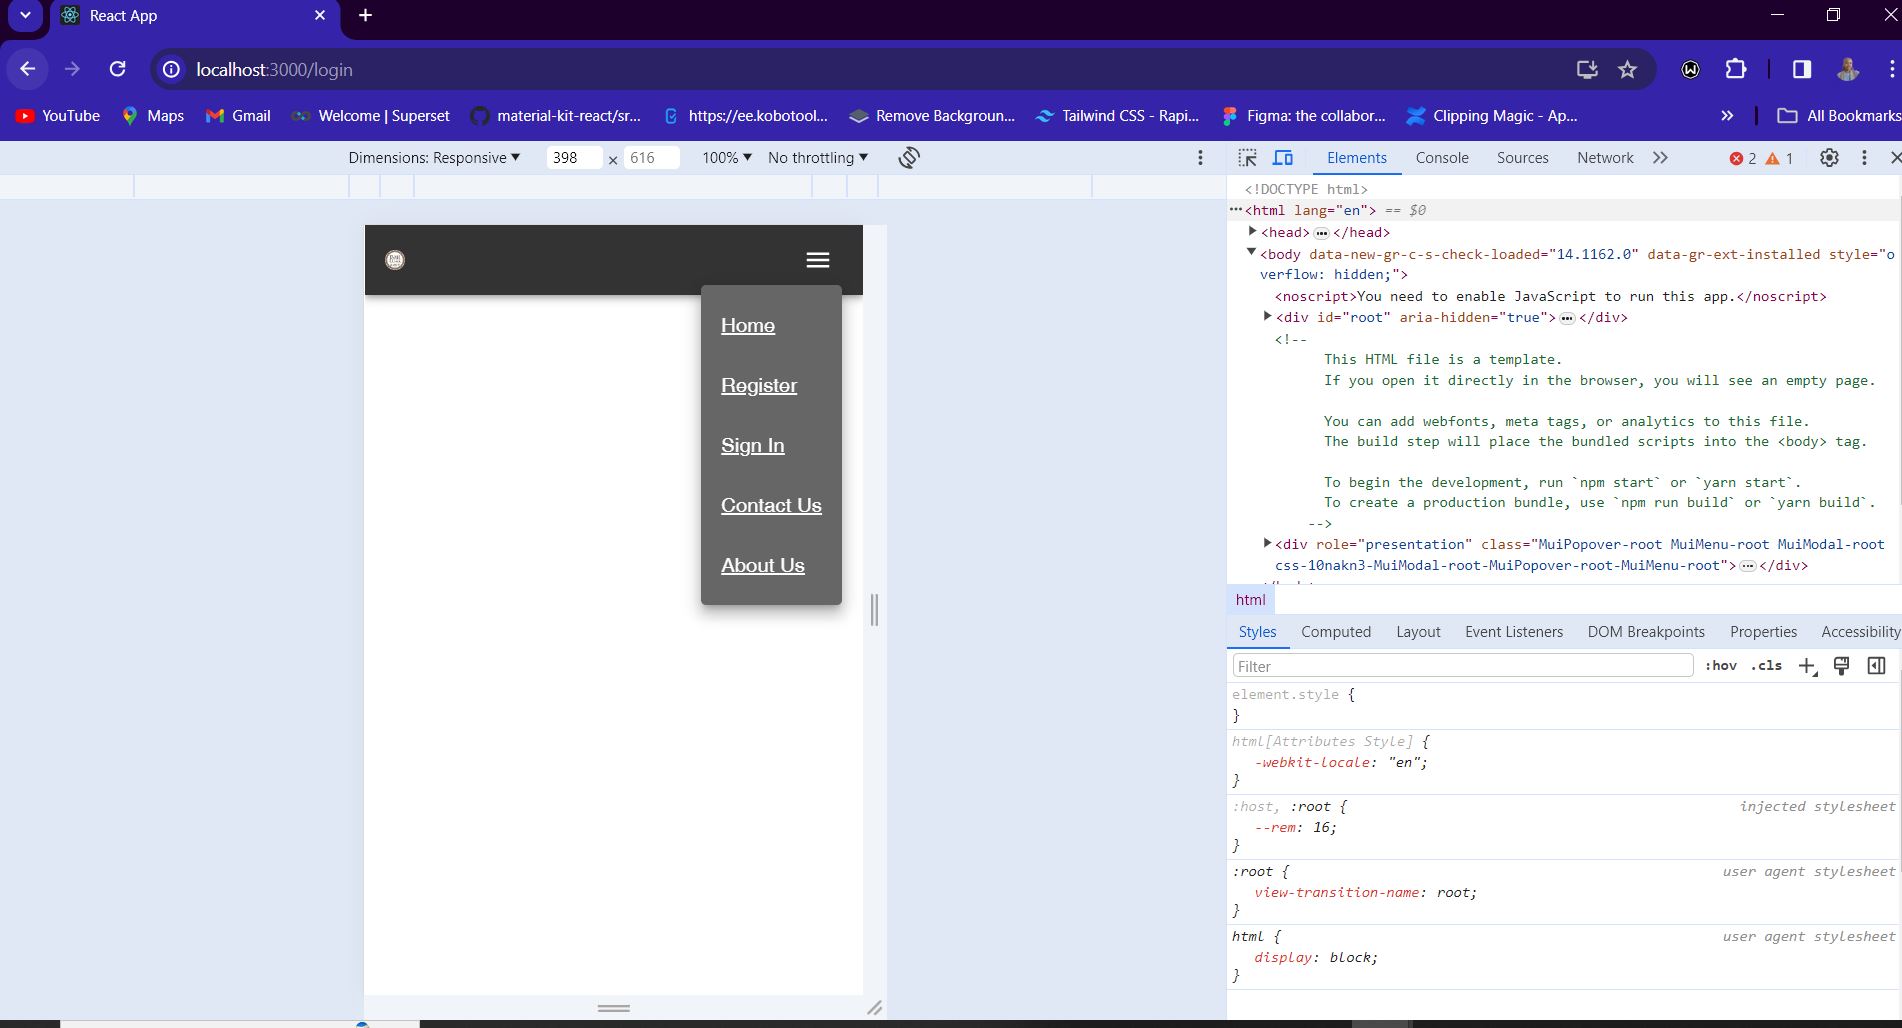 React App
localhost:3000/login
YouTube
Maps
Gmail
Welcome | Superset
material-kit-react/sr...
https://ee.kobotool...
Remove Backgroun...
Tailwind CSS - Rapi...
Figma: the collabor...
Clipping Magic - Ap...
All Bookmarks
Dimensions: Responsive
398 × 616
100%
No throttling
Elements
Console
Sources
Network
2
1
Home
Register
Sign In
Contact Us
About Us
<!DOCTYPE html>
<html lang="en"> == $0
<head> </head>
<body data-new-gr-c-s-check-loaded="14.1162.0" data-gr-ext-installed style="o
verflow: hidden;">
<noscript>You need to enable JavaScript to run this app.</noscript>
<div id="root" aria-hidden="true"> </div>
<!--
This HTML file is a template.
If you open it directly in the browser, you will see an empty page.
You can add webfonts, meta tags, or analytics to this file.
The build step will place the bundled scripts into the <body> tag.
To begin the development, run `npm start` or `yarn start`.
To create a production bundle, use `npm run build` or `yarn build`.
-->
<div role="presentation" class="MuiPopover-root MuiMenu-root MuiModal-root
css-10nakn3-MuiModal-root-MuiPopover-root-MuiMenu-root"> </div>
html
Styles
Computed
Layout
Event Listeners
DOM Breakpoints
Properties
Accessibility
Filter
:hov
.cls
element.style {
}
html[Attributes Style] {
-webkit-locale: "en";
}
:host, :root {
injected stylesheet
--rem: 16;
}
:root {
user agent stylesheet
view-transition-name: root;
}
html {
user agent stylesheet
display: block;
}